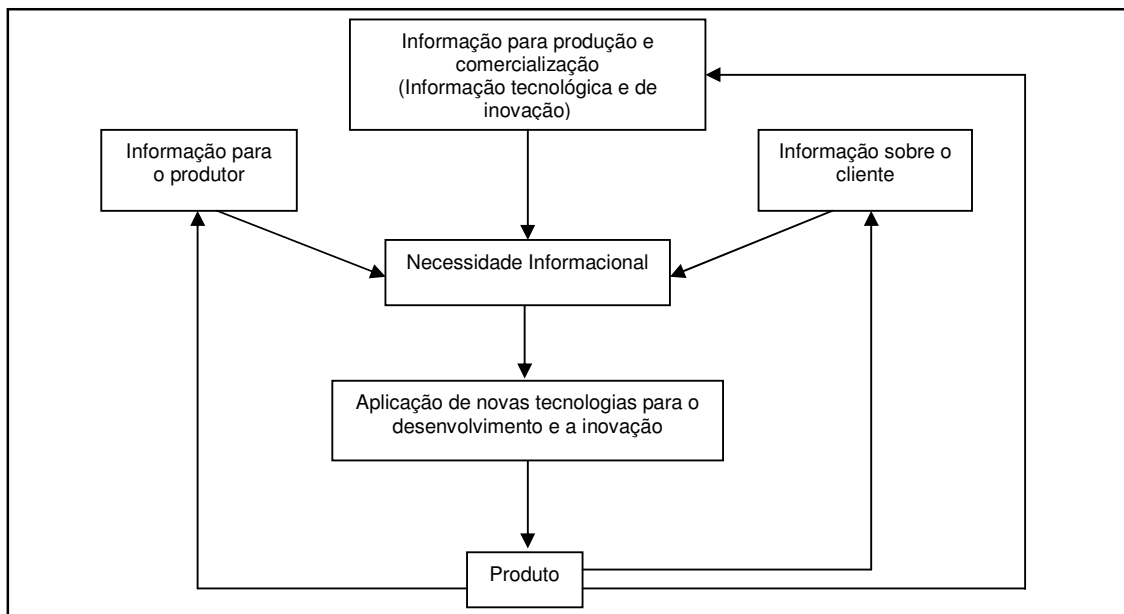 Informação para produção e
comercialização
(Informação tecnológica e de
inovação)
Informação para
o produtor
Informação sobre o
cliente
Necessidade Informacional
Aplicação de novas tecnologias para o
desenvolvimento e a inovação
Produto